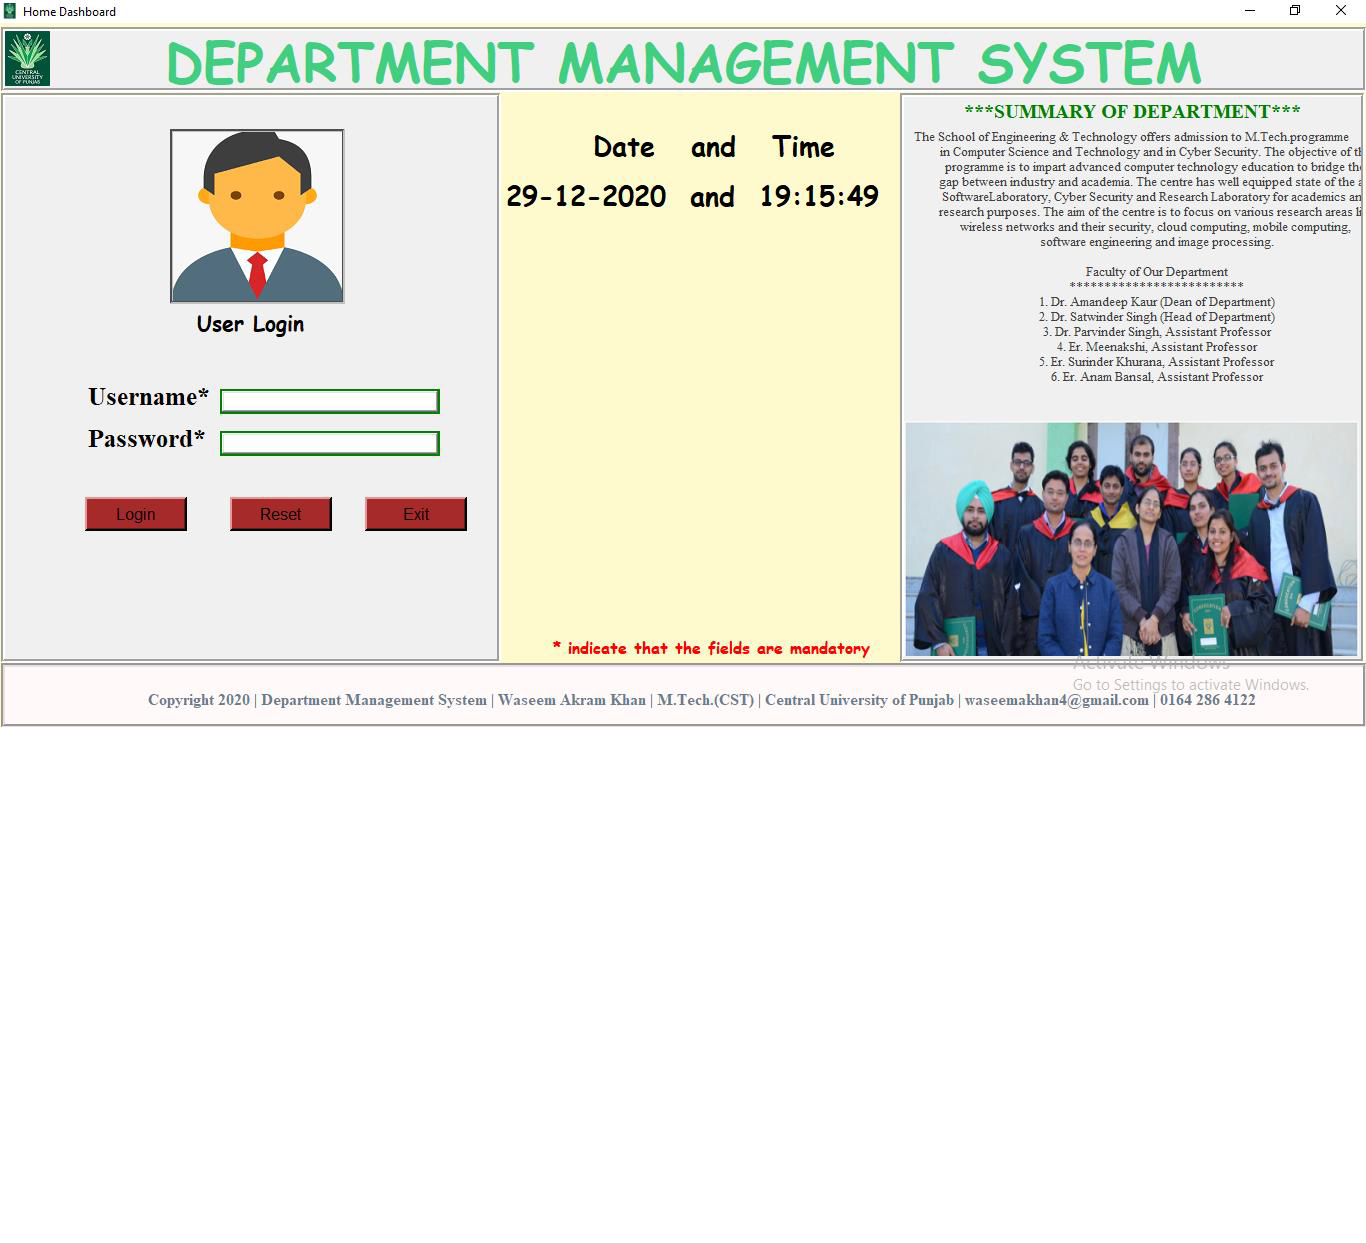 Home Dashboard
CENTRAL
UNIVERSITY
OF PUNJAB
DEPARTMENT MANAGEMENT SYSTEM
User Login
Username*
Password*
Login Reset Exit
Date and Time
29-12-2020 and 19:15:49
* indicate that the fields are mandatory
***SUMMARY OF DEPARTMENT***
The School of Engineering & Technology offers admission to M.Tech.programme
in Computer Science and Technology and in Cyber Security. The objective of th
programme is to impart advanced computer technology education to bridge the
gap between industry and academia. The centre has well equipped state of the a
SoftwareLaboratory, Cyber Security and Research Laboratory for academics an
research purposes. The aim of the centre is to focus on various research areas li
wireless networks and their security, cloud computing, mobile computing,
software engineering and image processing.
Faculty of Our Department
*************************
1. Dr. Amandeep Kaur (Dean of Department)
2. Dr. Satwinder Singh (Head of Department)
3. Dr. Parvinder Singh, Assistant Professor
4. Er. Meenakshi, Assistant Professor
5. Er. Surinder Khurana, Assistant Professor
6. Er. Anam Bansal, Assistant Professor
Activate Windows
Go to Settings to activate Windows.
Copyright 2020 | Department Management System | Waseem Akram Khan | M.Tech.(CST) | Central University of Punjab | waseemakhan4@gmail.com | 0164 286 4122